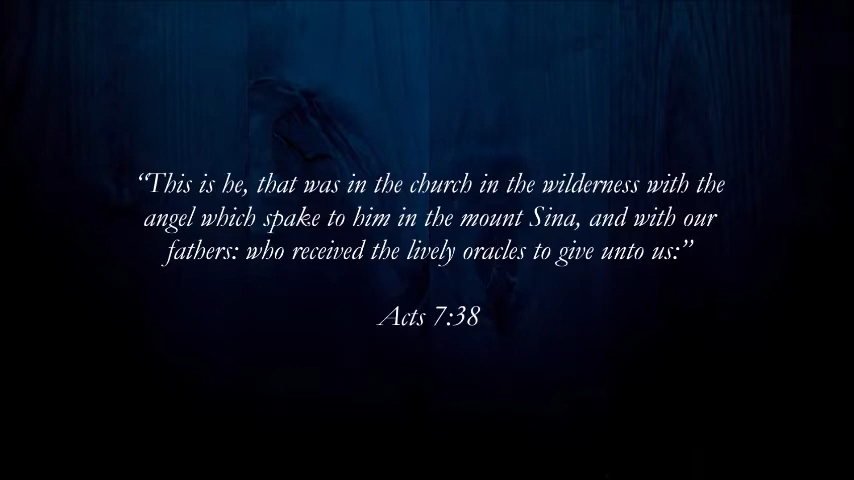 “This is he, that was in the church in the wilderness with the
angel which spake to him in the mount Sina, and with our
fathers: who received the lively oracles to give unto us:”
Acts 7:38